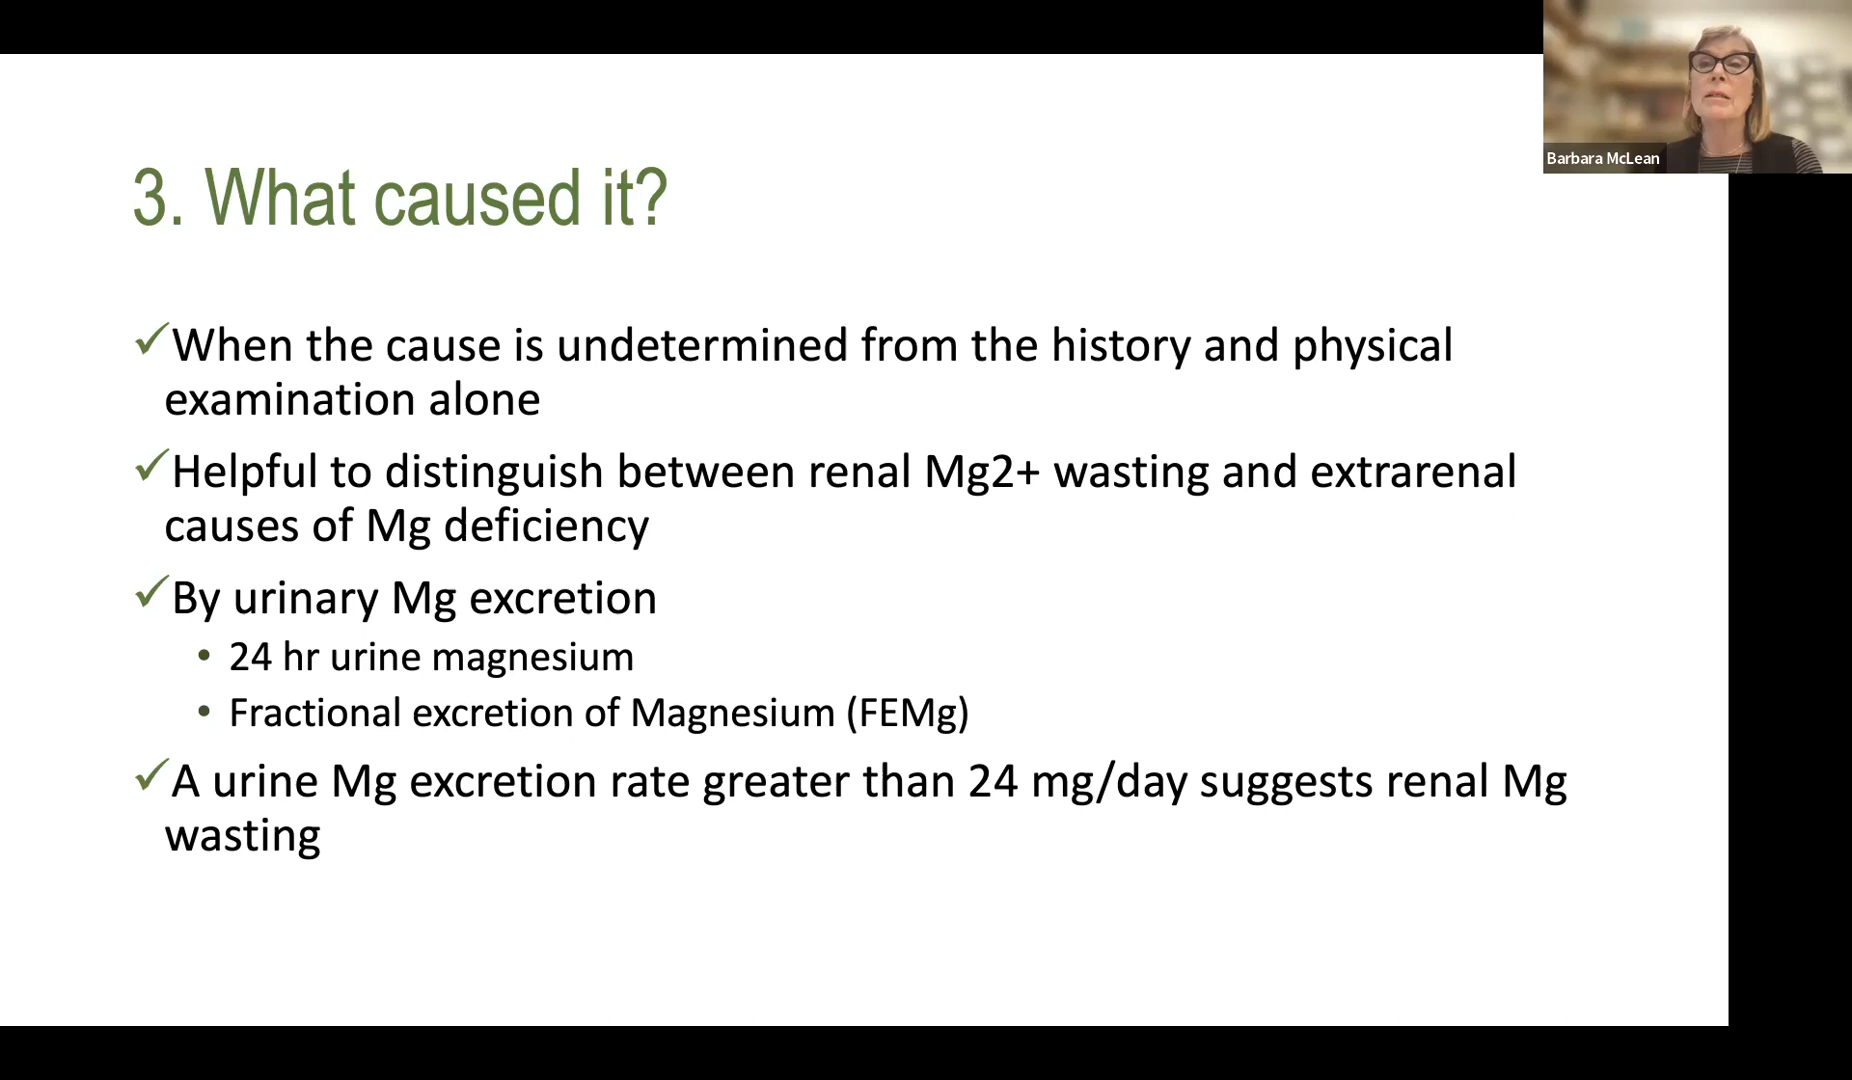 Barbara McLean
3. What caused it?
✓When the cause is undetermined from the history and physical
examination alone
✓Helpful to distinguish between renal Mg2+ wasting and extrarenal
causes of Mg deficiency
✓By urinary Mg excretion
• 24 hr urine magnesium
• Fractional excretion of Magnesium (FEMg)
✓A urine Mg excretion rate greater than 24 mg/day suggests renal Mg
wasting